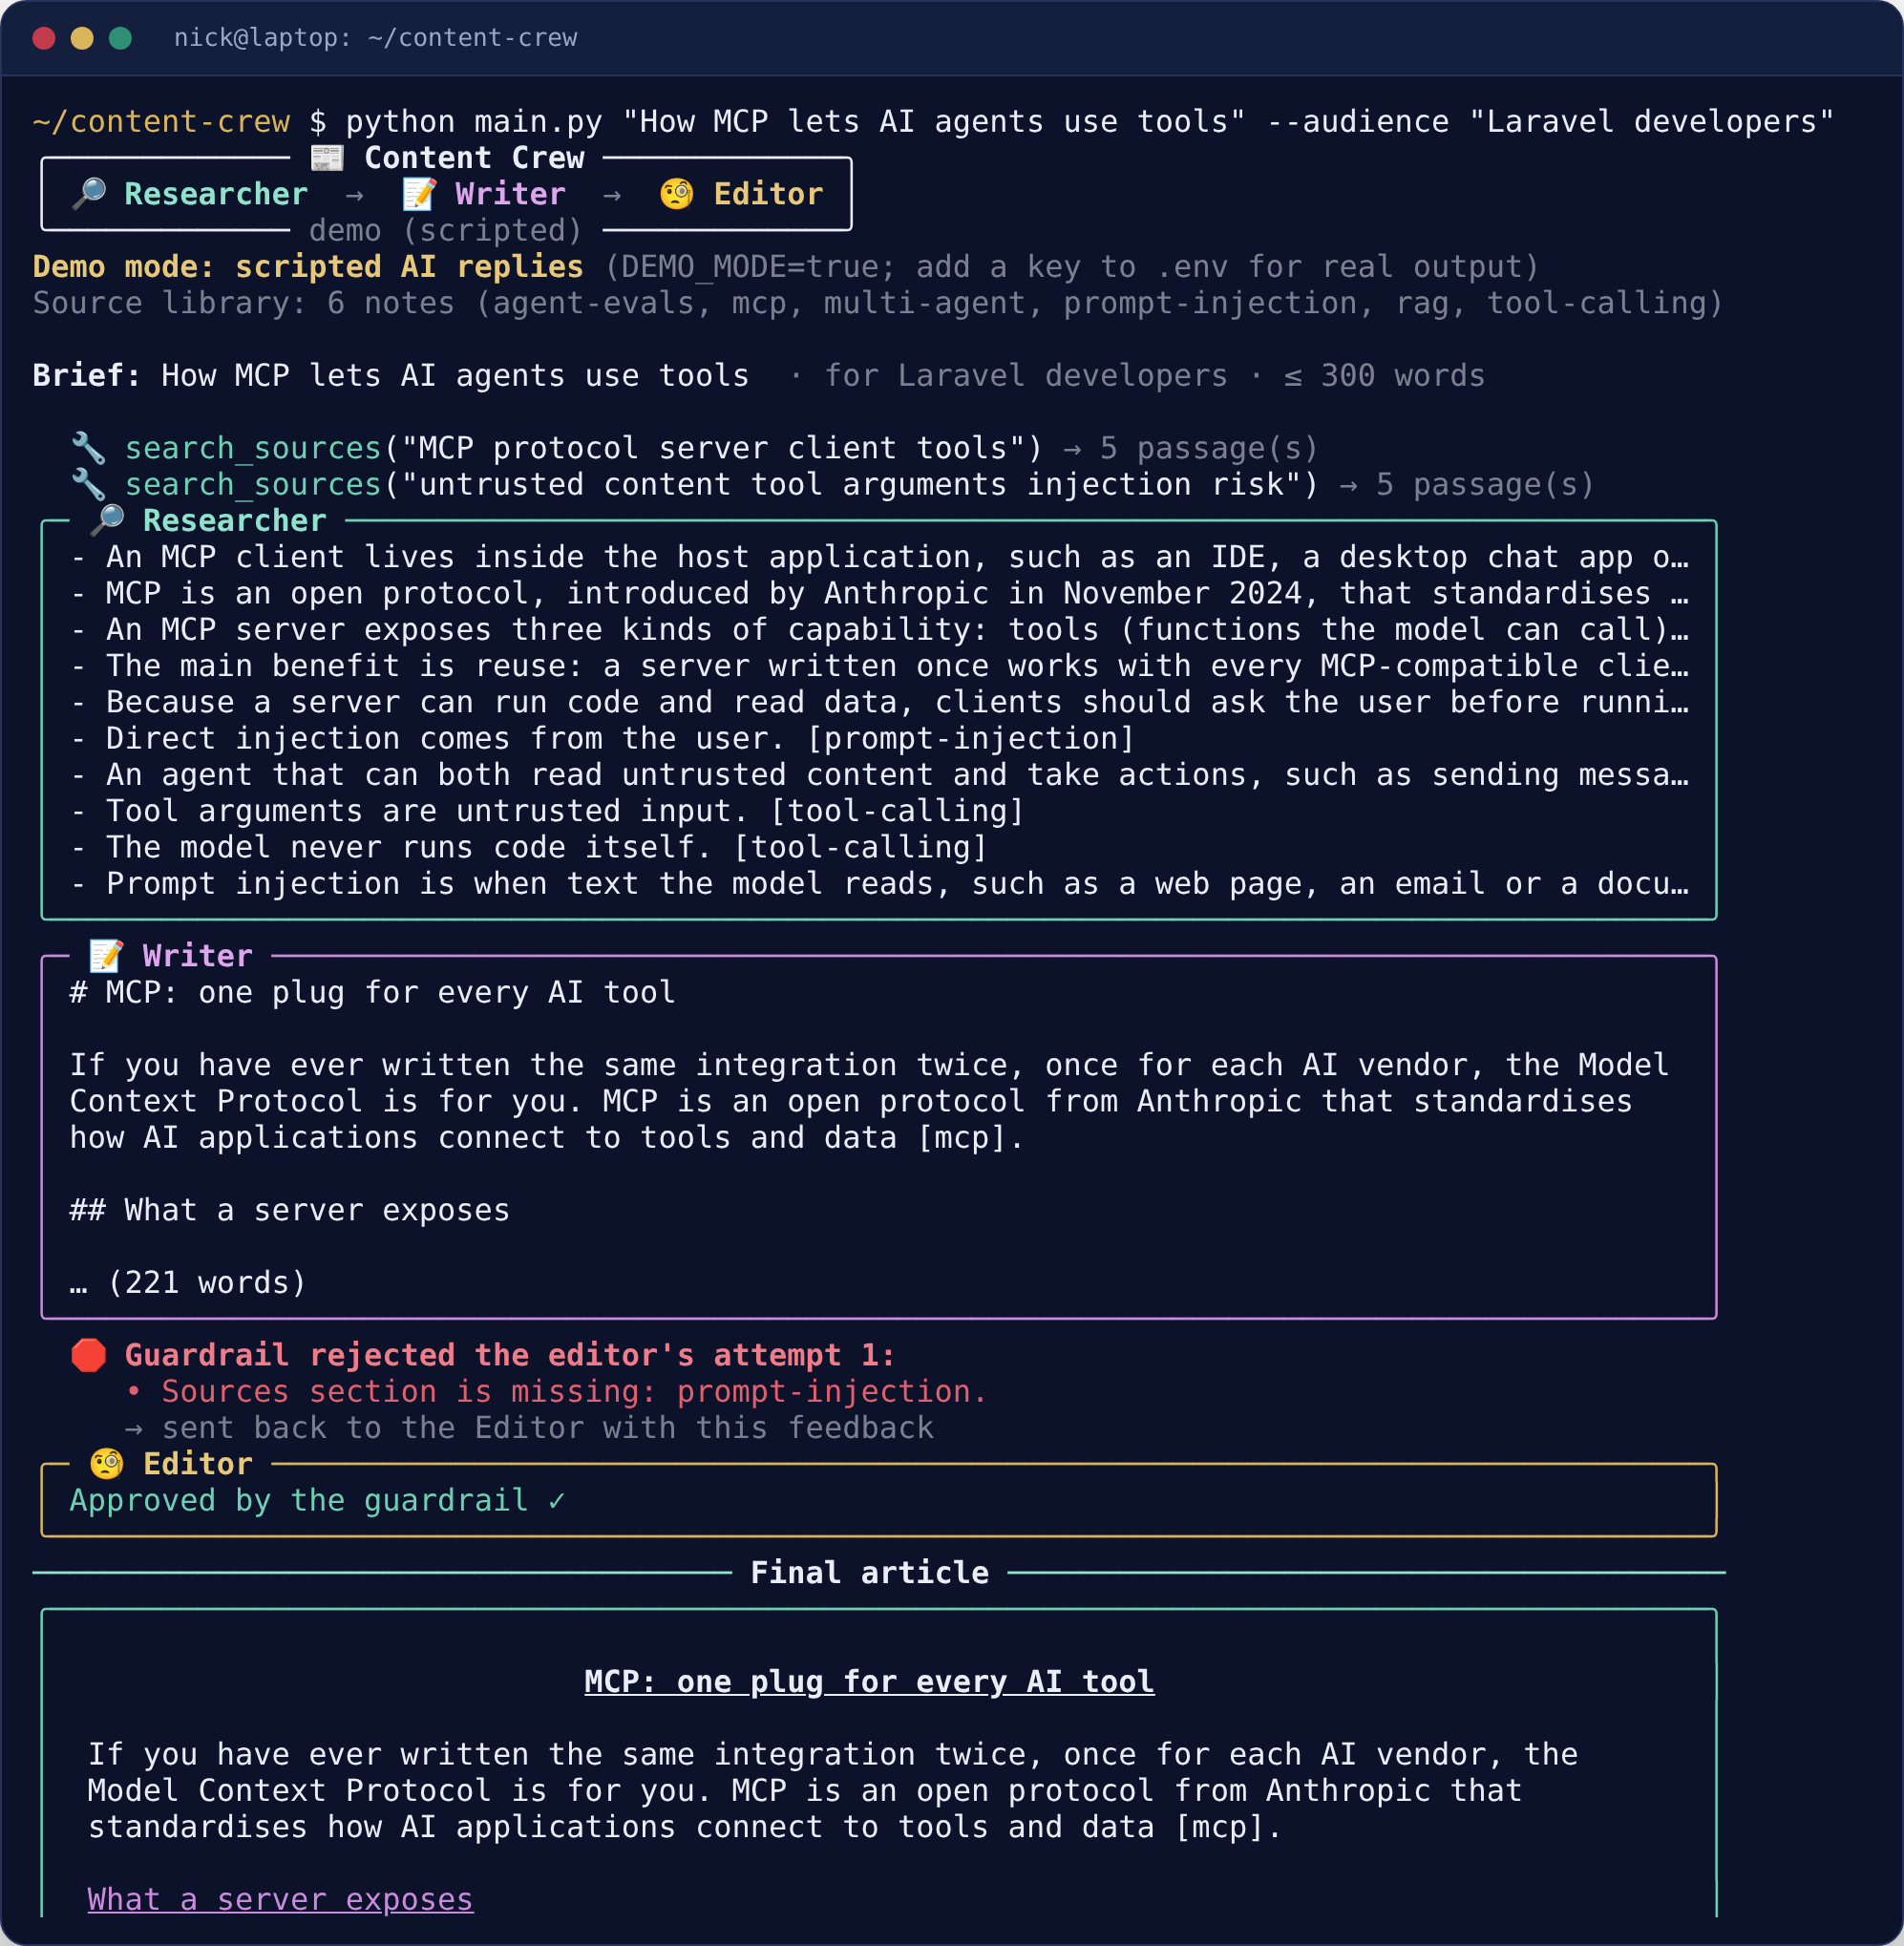 nick@laptop: ~/content-crew
~/content-crew $ python main.py "How MCP lets AI agents use tools" --audience "Laravel developers"
📰 Content Crew
🔎 Researcher → 📝 Writer → 🧐 Editor
demo (scripted)
Demo mode: scripted AI replies (DEMO_MODE=true; add a key to .env for real output)
Source library: 6 notes (agent-evals, mcp, multi-agent, prompt-injection, rag, tool-calling)
Brief: How MCP lets AI agents use tools · for Laravel developers · ≤ 300 words
🔧 search_sources("MCP protocol server client tools") → 5 passage(s)
🔧 search_sources("untrusted content tool arguments injection risk") → 5 passage(s)
🔎 Researcher
- An MCP client lives inside the host application, such as an IDE, a desktop chat app o…
- MCP is an open protocol, introduced by Anthropic in November 2024, that standardises …
- An MCP server exposes three kinds of capability: tools (functions the model can call)…
- The main benefit is reuse: a server written once works with every MCP-compatible clie…
- Because a server can run code and read data, clients should ask the user before runni…
- Direct injection comes from the user. [prompt-injection]
- An agent that can both read untrusted content and take actions, such as sending messa…
- Tool arguments are untrusted input. [tool-calling]
- The model never runs code itself. [tool-calling]
- Prompt injection is when text the model reads, such as a web page, an email or a docu…
📝 Writer
# MCP: one plug for every AI tool
If you have ever written the same integration twice, once for each AI vendor, the Model
Context Protocol is for you. MCP is an open protocol from Anthropic that standardises
how AI applications connect to tools and data [mcp].
## What a server exposes
… (221 words)
🛑 Guardrail rejected the editor's attempt 1:
• Sources section is missing: prompt-injection.
→ sent back to the Editor with this feedback
🧐 Editor
Approved by the guardrail ✓
Final article
MCP: one plug for every AI tool
If you have ever written the same integration twice, once for each AI vendor, the
Model Context Protocol is for you. MCP is an open protocol from Anthropic that
standardises how AI applications connect to tools and data [mcp].
What a server exposes